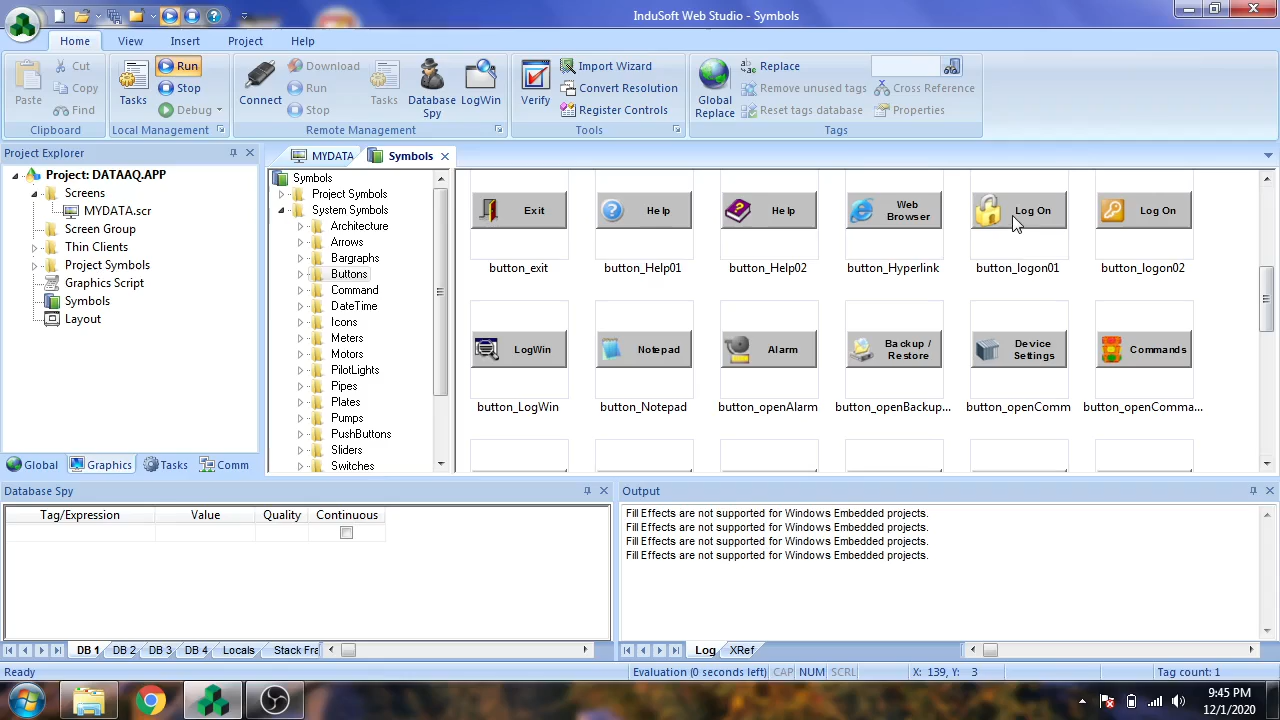 InduSoft Web Studio - Symbols
Home View Insert Project Help
Paste
Cut
Copy
Find
Clipboard
Tasks
Run
Stop
Debug
Local Management
Connect
Download
Run
Stop
Tasks
Database Spy
LogWin
Remote Management
Verify
Import Wizard
Convert Resolution
Register Controls
Tools
Global Replace
Replace
Remove unused tags
Reset tags database
Cross Reference
Properties
Tags
Project Explorer
Project: DATAAQ.APP
Screens
MYDATA.scr
Screen Group
Thin Clients
Project Symbols
Graphics Script
Symbols
Layout
Global Graphics Tasks Comm
MYDATA Symbols
Symbols
Project Symbols
System Symbols
Architecture
Arrows
Bargraphs
Buttons
Command
DateTime
Icons
Meters
Motors
PilotLights
Pipes
Plates
Pumps
PushButtons
Sliders
Switches
Exit
Help
Help
Web Browser
Log On
Log On
button_exit button_Help01 button_Help02 button_Hyperlink button_logon01 button_logon02
LogWin
Notepad
Alarm
Backup / Restore
Device Settings
Commands
button_LogWin button_Notepad button_openAlarm button_openBackup... button_openComm button_openComma...
Database Spy
Tag/Expression Value Quality Continuous
DB 1 DB 2 DB 3 DB 4 Locals Stack Fra
Output
Fill Effects are not supported for Windows Embedded projects.
Fill Effects are not supported for Windows Embedded projects.
Fill Effects are not supported for Windows Embedded projects.
Fill Effects are not supported for Windows Embedded projects.
Log XRef
Ready Evaluation (0 seconds left) CAP NUM SCRL X: 139, Y: 3 Tag count: 1
9:45 PM
12/1/2020